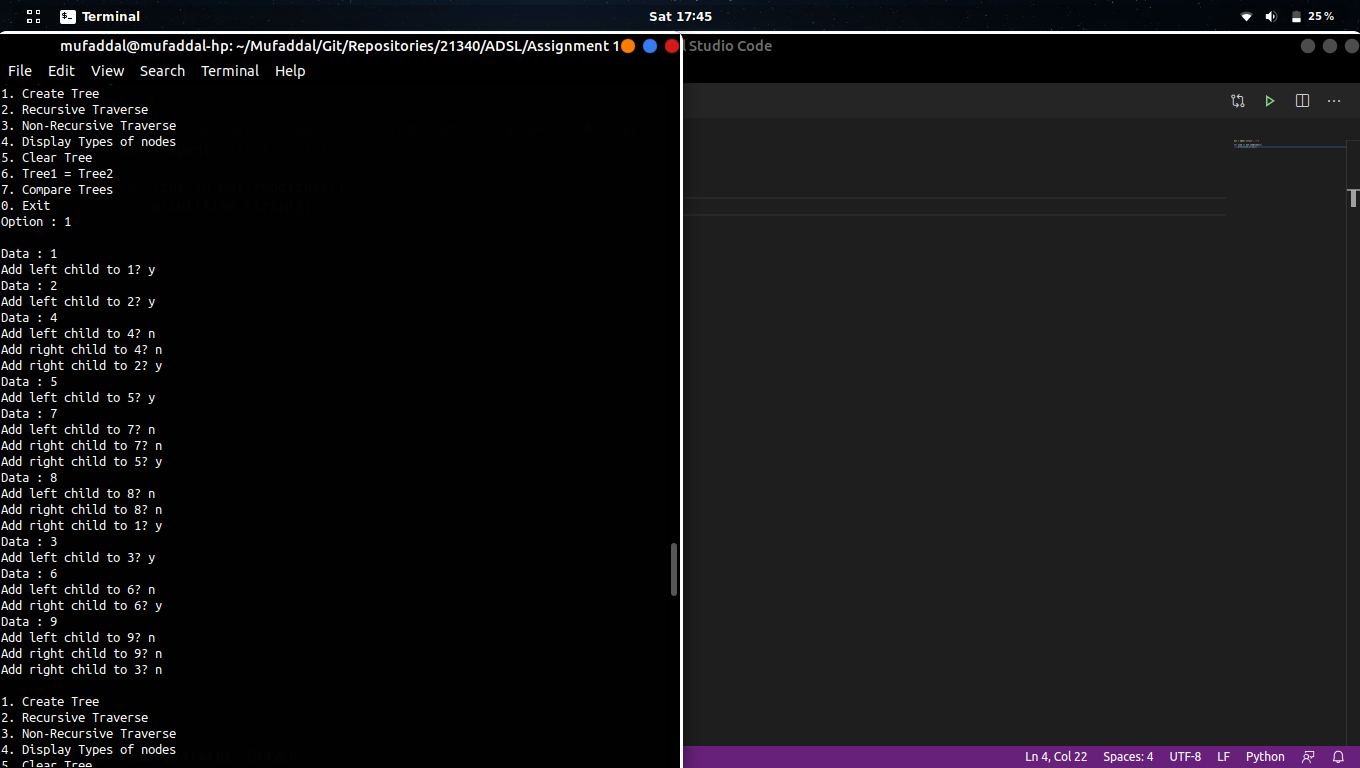 Terminal
Sat 17:45
25 %
mufaddal@mufaddal-hp: ~/Mufaddal/Git/Repositories/21340/ADSL/Assignment 1
Studio Code
File Edit View Search Terminal Help
1. Create Tree
2. Recursive Traverse
3. Non-Recursive Traverse
4. Display Types of nodes
5. Clear Tree
6. Tree1 = Tree2
7. Compare Trees
0. Exit
Option : 1
Data : 1
Add left child to 1? y
Data : 2
Add left child to 2? y
Data : 4
Add left child to 4? n
Add right child to 4? n
Add right child to 2? y
Data : 5
Add left child to 5? y
Data : 7
Add left child to 7? n
Add right child to 7? n
Add right child to 5? y
Data : 8
Add left child to 8? n
Add right child to 8? n
Add right child to 1? y
Data : 3
Add left child to 3? y
Data : 6
Add left child to 6? n
Add right child to 6? y
Data : 9
Add left child to 9? n
Add right child to 9? n
Add right child to 3? n
1. Create Tree
2. Recursive Traverse
3. Non-Recursive Traverse
4. Display Types of nodes
5. Clear Tree
Ln 4, Col 22 Spaces: 4 UTF-8 LF Python